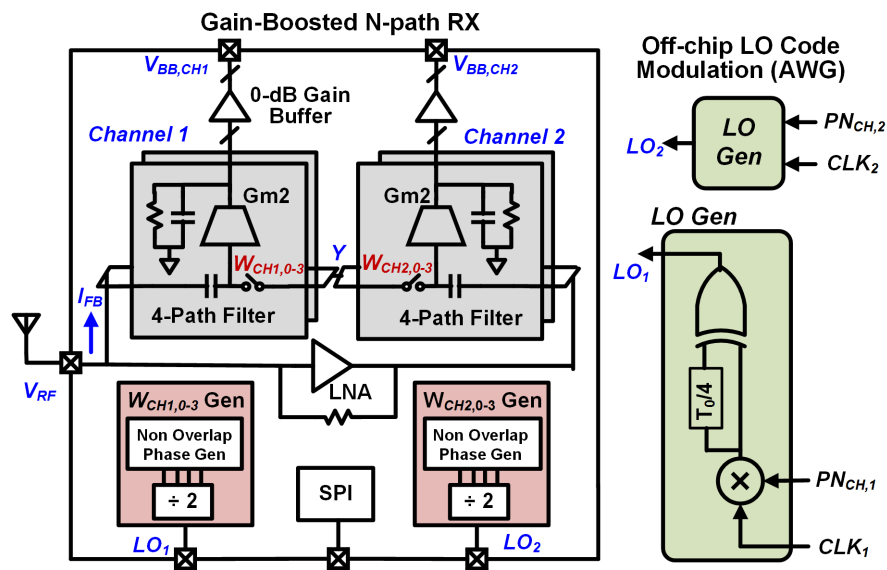 Gain-Boosted N-path RX
V_BB,CH1
V_BB,CH2
0-dB Gain
Buffer
Channel 1
Channel 2
Gm2
Gm2
W_CH1,0-3
Y
W_CH2,0-3
I_FB
4-Path Filter
4-Path Filter
V_RF
LNA
W_CH1,0-3 Gen
Non Overlap
Phase Gen
÷ 2
LO_1
SPI
W_CH2,0-3 Gen
Non Overlap
Phase Gen
÷ 2
LO_2
Off-chip LO Code
Modulation (AWG)
LO
Gen
LO_2
PN_CH,2
CLK_2
LO Gen
LO_1
T_0/4
×
PN_CH,1
CLK_1